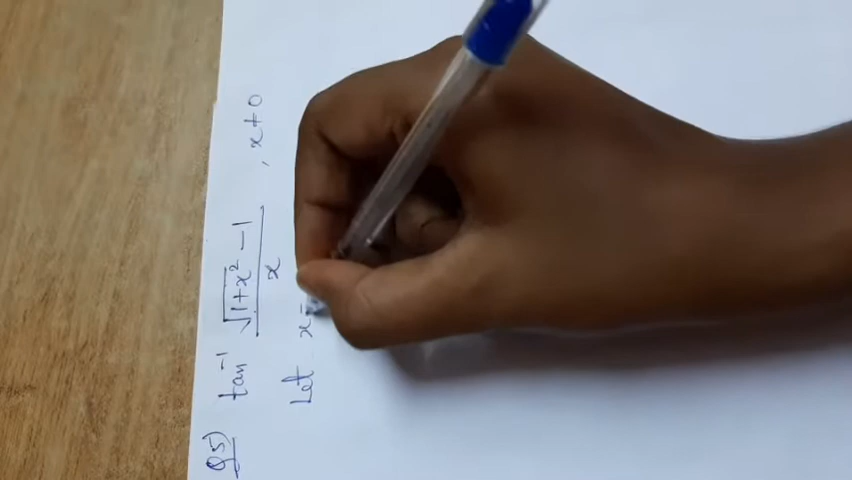 Q5) tan⁻¹ (√(1+x²) − 1)/x , x ≠ 0
Let x =